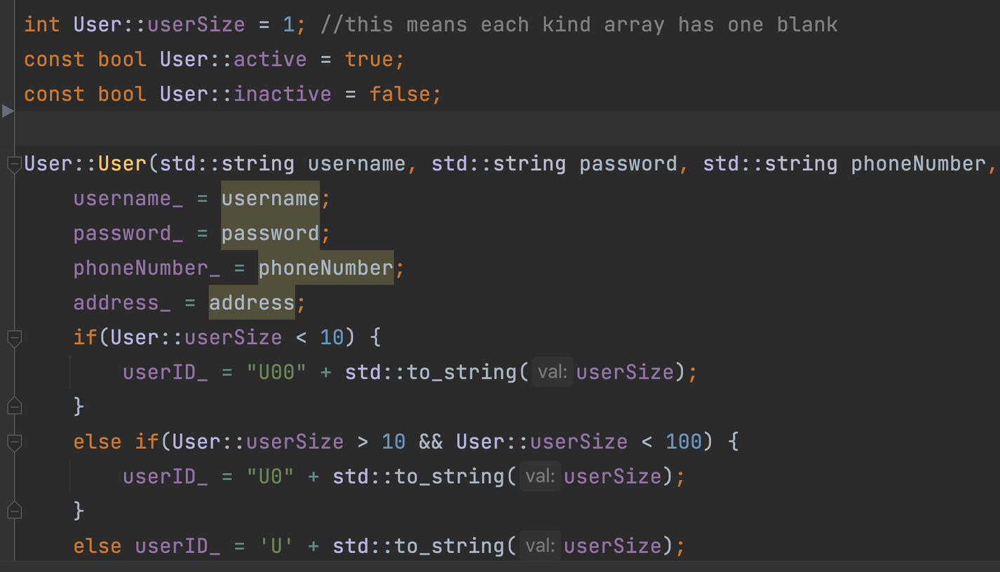 int User::userSize = 1; //this means each kind array has one blank
const bool User::active = true;
const bool User::inactive = false;
User::User(std::string username, std::string password, std::string phoneNumber,
username_ = username;
password_ = password;
phoneNumber_ = phoneNumber;
address_ = address;
if(User::userSize < 10) {
userID_ = "U00" + std::to_string( val: userSize);
}
else if(User::userSize > 10 && User::userSize < 100) {
userID_ = "U0" + std::to_string( val: userSize);
}
else userID_ = 'U' + std::to_string( val: userSize);